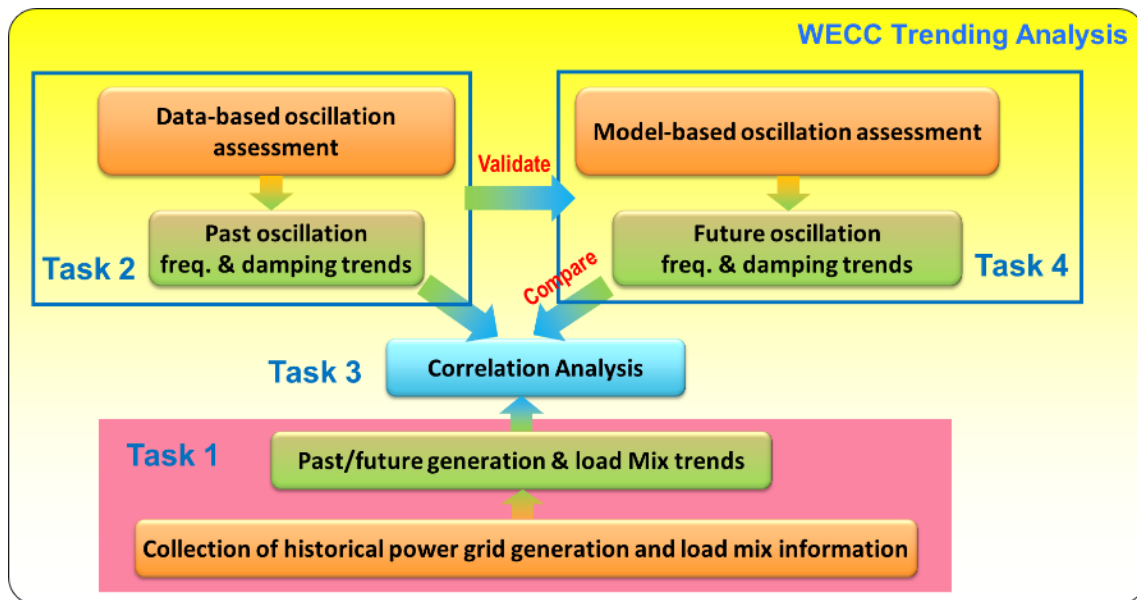 WECC Trending Analysis
Data-based oscillation
assessment
Past oscillation
freq. & damping trends
Task 2
Validate
Model-based oscillation assessment
Future oscillation
freq. & damping trends
Task 4
Compare
Task 3
Correlation Analysis
Task 1
Past/future generation & load Mix trends
Collection of historical power grid generation and load mix information